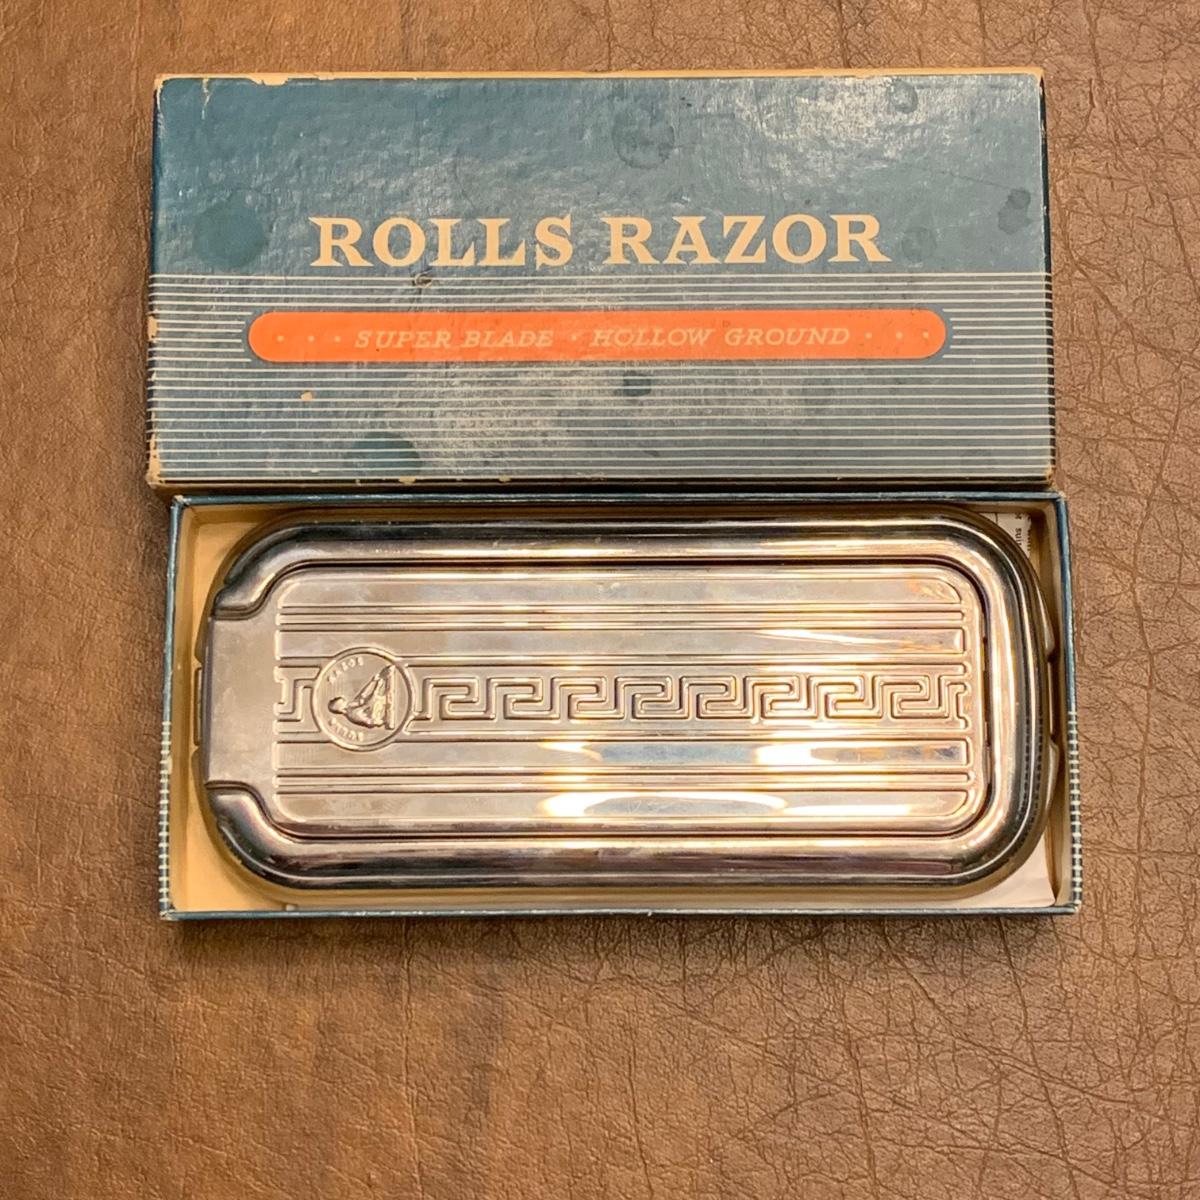 ROLLS RAZOR
· · · SUPER BLADE · HOLLOW GROUND · · ·